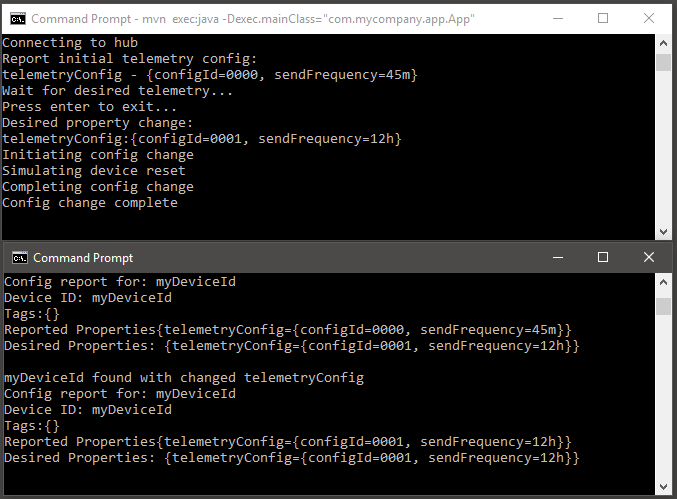 Command Prompt - mvn  exec:java -Dexec.mainClass="com.mycompany.app.App"
Connecting to hub
Report initial telemetry config:
telemetryConfig - {configId=0000, sendFrequency=45m}
Wait for desired telemetry...
Press enter to exit...
Desired property change:
telemetryConfig:{configId=0001, sendFrequency=12h}
Initiating config change
Simulating device reset
Completing config change
Config change complete
Command Prompt
Config report for: myDeviceId
Device ID: myDeviceId
Tags:{}
Reported Properties{telemetryConfig={configId=0000, sendFrequency=45m}}
Desired Properties: {telemetryConfig={configId=0001, sendFrequency=12h}}
myDeviceId found with changed telemetryConfig
Config report for: myDeviceId
Device ID: myDeviceId
Tags:{}
Reported Properties{telemetryConfig={configId=0001, sendFrequency=12h}}
Desired Properties: {telemetryConfig={configId=0001, sendFrequency=12h}}